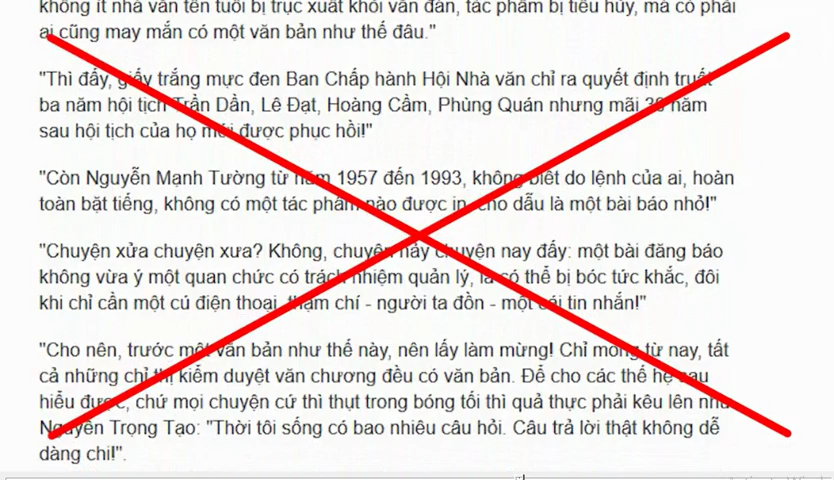 không ít nhà văn tên tuổi bị trục xuất khỏi văn đàn, tác phẩm bị tiêu hủy, mà có phải
ai cũng may mắn có một văn bản như thế đâu."
"Thì đấy, giấy trắng mực đen Ban Chấp hành Hội Nhà văn chỉ ra quyết định truất
ba năm hội tịch Trần Dần, Lê Đạt, Hoàng Cầm, Phùng Quán nhưng mãi năm
sau hội tịch của họ mới được phục hồi!"
"Còn Nguyễn Mạnh Tường từ năm 1957 đến 1993, không biết do lệnh của ai, hoàn
toàn bặt tiếng, không có một tác phẩm nào được in, cho dẫu là một bài báo nhỏ!"
"Chuyện xửa chuyện xưa? Không, chuyện này chuyện nay đấy: một bài đăng báo
không vừa ý một quan chức có trách nhiệm quản lý, là có thể bị bóc tức khắc, đôi
khi chỉ cần một cú điện thoại, thậm chí - người ta đồn - một cái tin nhắn!"
"Cho nên, trước một văn bản như thế này, nên lấy làm mừng! Chỉ mong từ nay, tất
cả những chỉ thị kiểm duyệt văn chương đều có văn bản. Để cho các thế hệ sau
hiểu được, chứ mọi chuyện cứ thì thụt trong bóng tối thì quả thực phải kêu lên như
Nguyễn Trọng Tạo: "Thời tôi sống có bao nhiêu câu hỏi. Câu trả lời thật không dễ
dàng chi!".